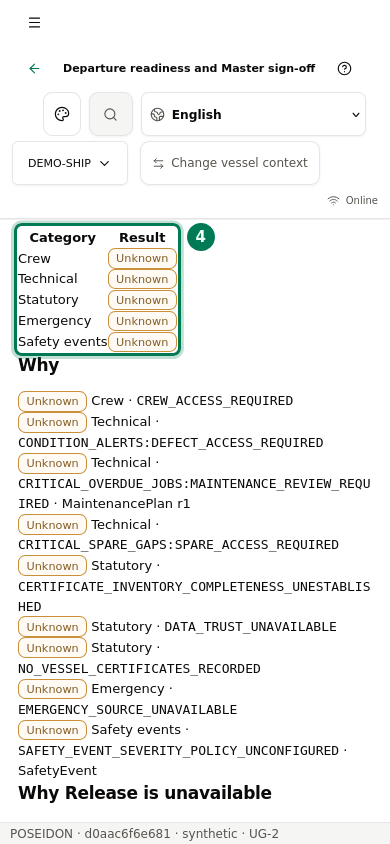 Departure readiness and Master sign-off
English
DEMO-SHIP
Change vessel context
Online
Category Result
4
Crew Unknown
Technical Unknown
Statutory Unknown
Emergency Unknown
Safety events Unknown
Why
Unknown Crew · CREW_ACCESS_REQUIRED
Unknown Technical ·
CONDITION_ALERTS:DEFECT_ACCESS_REQUIRED
Unknown Technical ·
CRITICAL_OVERDUE_JOBS:MAINTENANCE_REVIEW_REQU
IRED · MaintenancePlan r1
Unknown Technical ·
CRITICAL_SPARE_GAPS:SPARE_ACCESS_REQUIRED
Unknown Statutory ·
CERTIFICATE_INVENTORY_COMPLETENESS_UNESTABLIS
HED
Unknown Statutory · DATA_TRUST_UNAVAILABLE
Unknown Statutory ·
NO_VESSEL_CERTIFICATES_RECORDED
Unknown Emergency ·
EMERGENCY_SOURCE_UNAVAILABLE
Unknown Safety events ·
SAFETY_EVENT_SEVERITY_POLICY_UNCONFIGURED ·
SafetyEvent
Why Release is unavailable
POSEIDON · d0aac6f6e681 · synthetic · UG-2